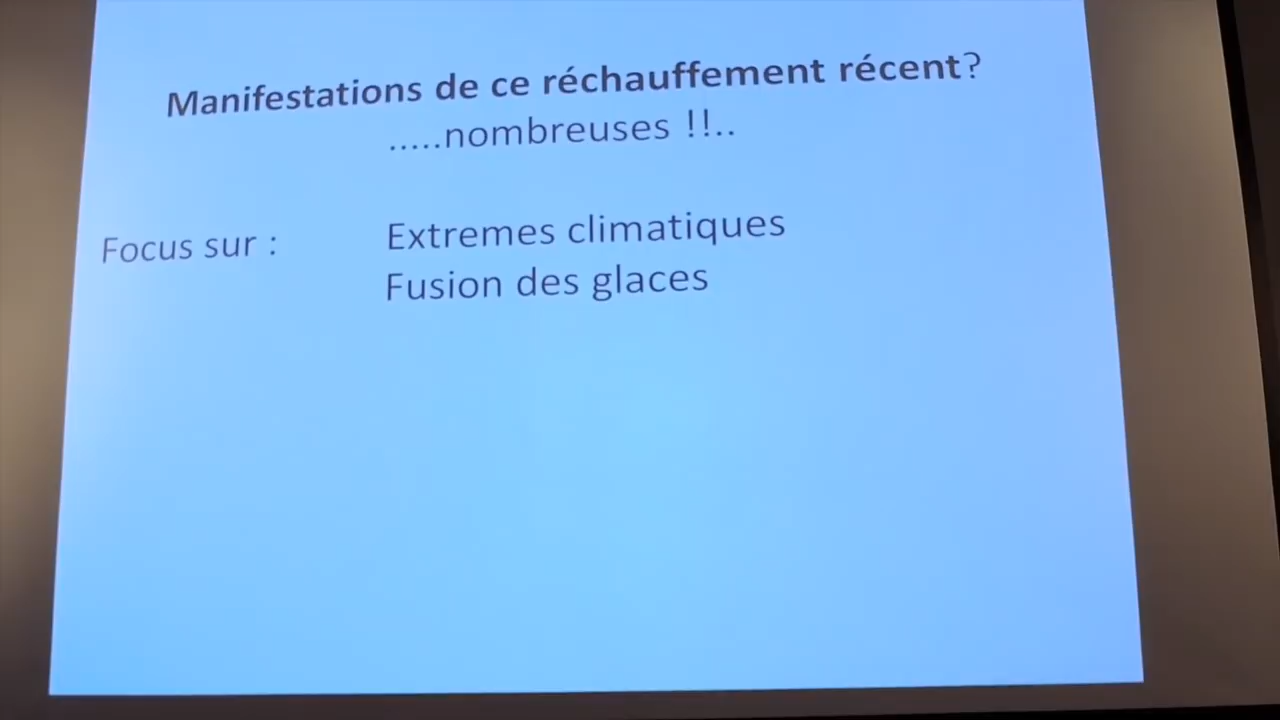 Manifestations de ce réchauffement récent?
.....nombreuses !!..
Focus sur : Extremes climatiques
Fusion des glaces